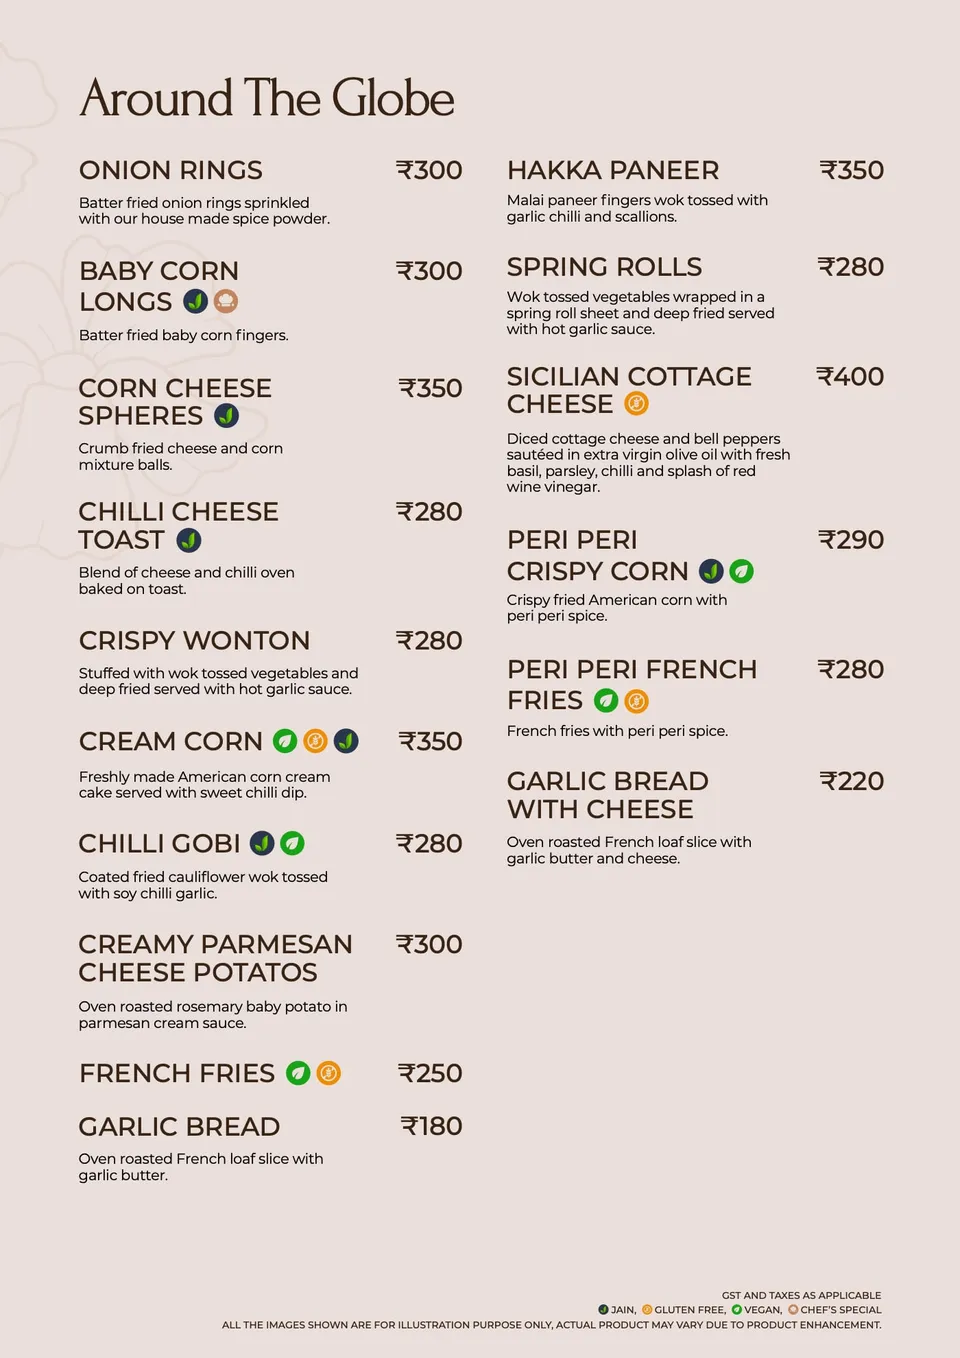 Around The Globe
ONION RINGS ₹300
Batter fried onion rings sprinkled
with our house made spice powder.
BABY CORN ₹300
LONGS
Batter fried baby corn fingers.
CORN CHEESE ₹350
SPHERES
Crumb fried cheese and corn
mixture balls.
CHILLI CHEESE ₹280
TOAST
Blend of cheese and chilli oven
baked on toast.
CRISPY WONTON ₹280
Stuffed with wok tossed vegetables and
deep fried served with hot garlic sauce.
CREAM CORN ₹350
Freshly made American corn cream
cake served with sweet chilli dip.
CHILLI GOBI ₹280
Coated fried cauliflower wok tossed
with soy chilli garlic.
CREAMY PARMESAN ₹300
CHEESE POTATOS
Oven roasted rosemary baby potato in
parmesan cream sauce.
FRENCH FRIES ₹250
GARLIC BREAD ₹180
Oven roasted French loaf slice with
garlic butter.
HAKKA PANEER ₹350
Malai paneer fingers wok tossed with
garlic chilli and scallions.
SPRING ROLLS ₹280
Wok tossed vegetables wrapped in a
spring roll sheet and deep fried served
with hot garlic sauce.
SICILIAN COTTAGE ₹400
CHEESE
Diced cottage cheese and bell peppers
sautéed in extra virgin olive oil with fresh
basil, parsley, chilli and splash of red
wine vinegar.
PERI PERI ₹290
CRISPY CORN
Crispy fried American corn with
peri peri spice.
PERI PERI FRENCH ₹280
FRIES
French fries with peri peri spice.
GARLIC BREAD ₹220
WITH CHEESE
Oven roasted French loaf slice with
garlic butter and cheese.
GST AND TAXES AS APPLICABLE
JAIN, GLUTEN FREE, VEGAN, CHEF'S SPECIAL
ALL THE IMAGES SHOWN ARE FOR ILLUSTRATION PURPOSE ONLY, ACTUAL PRODUCT MAY VARY DUE TO PRODUCT ENHANCEMENT.